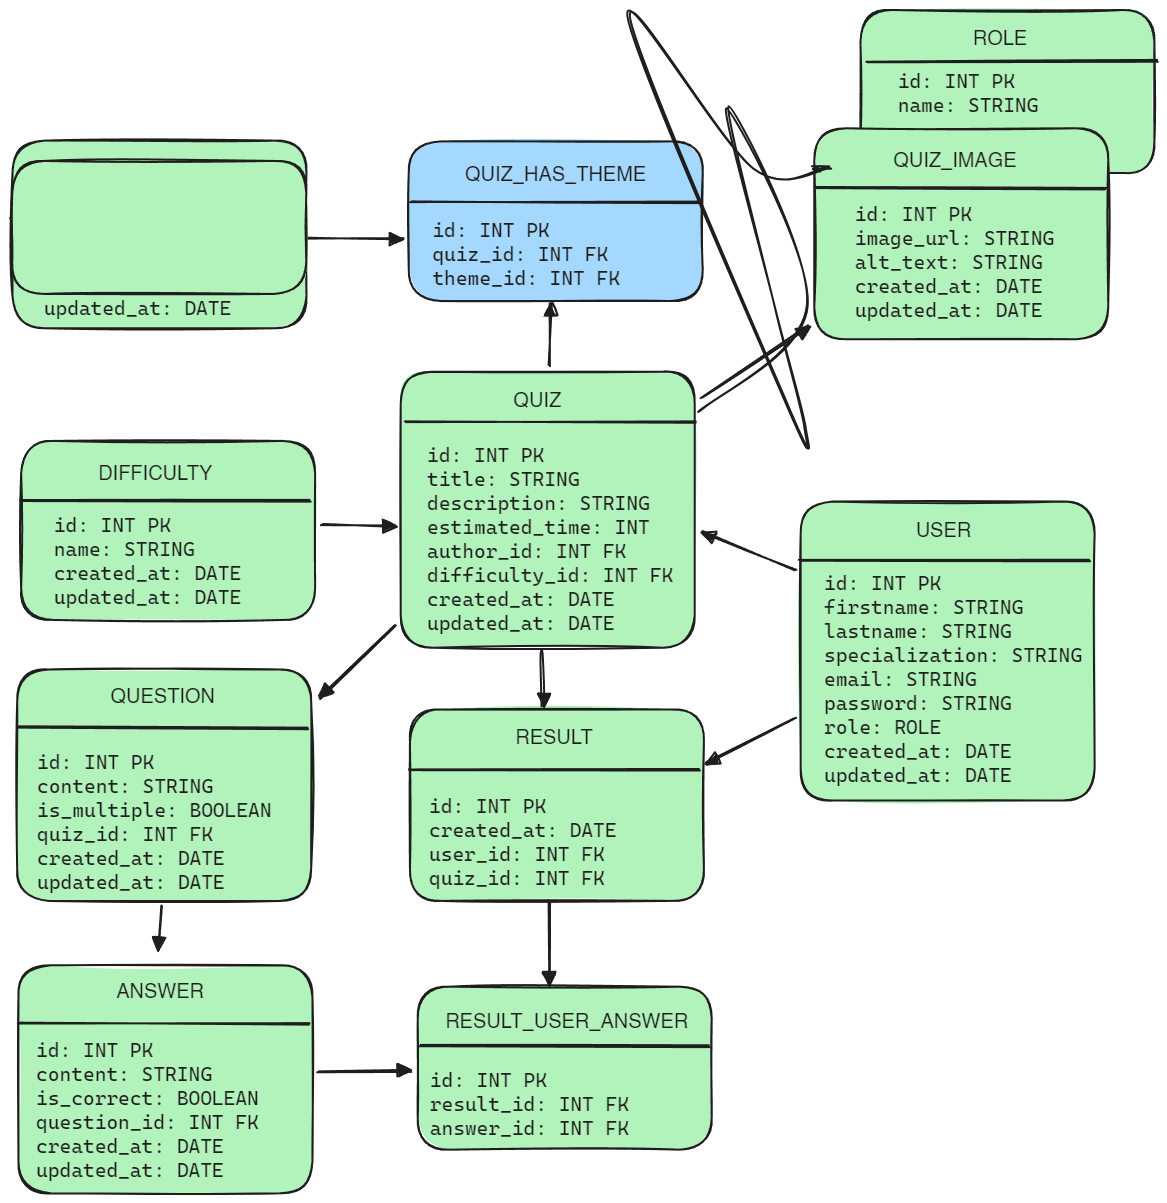 ROLE
id: INT PK
name: STRING
QUIZ_IMAGE
id: INT PK
image_url: STRING
alt_text: STRING
created_at: DATE
updated_at: DATE
QUIZ_HAS_THEME
id: INT PK
quiz_id: INT FK
theme_id: INT FK
updated_at: DATE
QUIZ
id: INT PK
title: STRING
description: STRING
estimated_time: INT
author_id: INT FK
difficulty_id: INT FK
created_at: DATE
updated_at: DATE
DIFFICULTY
id: INT PK
name: STRING
created_at: DATE
updated_at: DATE
USER
id: INT PK
firstname: STRING
lastname: STRING
specialization: STRING
email: STRING
password: STRING
role: ROLE
created_at: DATE
updated_at: DATE
QUESTION
id: INT PK
content: STRING
is_multiple: BOOLEAN
quiz_id: INT FK
created_at: DATE
updated_at: DATE
RESULT
id: INT PK
created_at: DATE
user_id: INT FK
quiz_id: INT FK
ANSWER
id: INT PK
content: STRING
is_correct: BOOLEAN
question_id: INT FK
created_at: DATE
updated_at: DATE
RESULT_USER_ANSWER
id: INT PK
result_id: INT FK
answer_id: INT FK